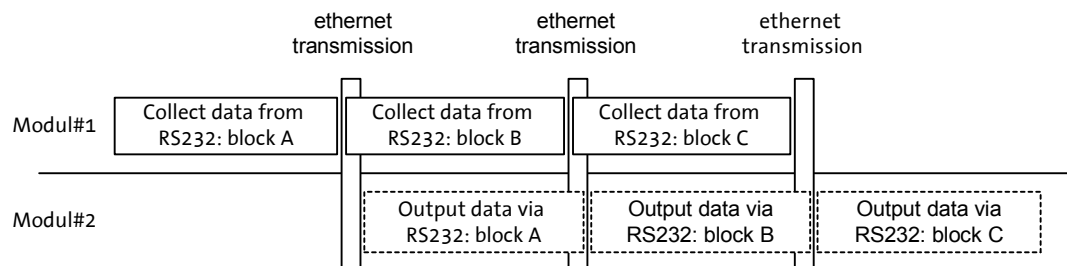 ethernet
transmission
ethernet
transmission
ethernet
transmission
Modul#1
Collect data from
RS232: block A
Collect data from
RS232: block B
Collect data from
RS232: block C
Modul#2
Output data via
RS232: block A
Output data via
RS232: block B
Output data via
RS232: block C